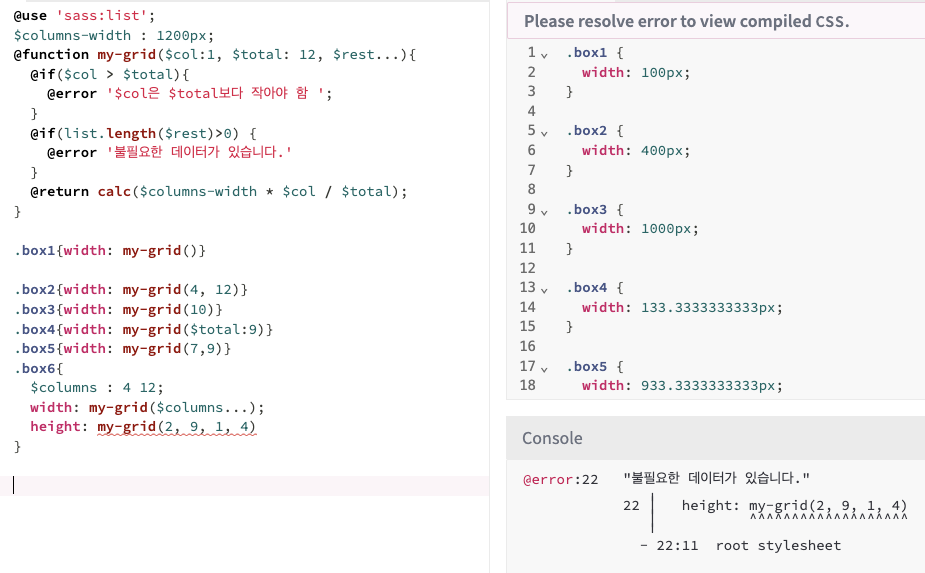 @use 'sass:list';
$columns-width : 1200px;
@function my-grid($col:1, $total: 12, $rest...){
  @if($col > $total){
    @error '$col은 $total보다 작아야 함 ';
  }
  @if(list.length($rest)>0) {
    @error '불필요한 데이터가 있습니다.'
  }
  @return calc($columns-width * $col / $total);
}
.box1{width: my-grid()}
.box2{width: my-grid(4, 12)}
.box3{width: my-grid(10)}
.box4{width: my-grid($total:9)}
.box5{width: my-grid(7,9)}
.box6{
  $columns : 4 12;
  width: my-grid($columns...);
  height: my-grid(2, 9, 1, 4)
}
Please resolve error to view compiled CSS.
1 .box1 {
2   width: 100px;
3 }
4
5 .box2 {
6   width: 400px;
7 }
8
9 .box3 {
10   width: 1000px;
11 }
12
13 .box4 {
14   width: 133.3333333333px;
15 }
16
17 .box5 {
18   width: 933.3333333333px;
Console
@error:22 "불필요한 데이터가 있습니다."
22 │   height: my-grid(2, 9, 1, 4)
│           ^^^^^^^^^^^^^^^^^^^
- 22:11  root stylesheet